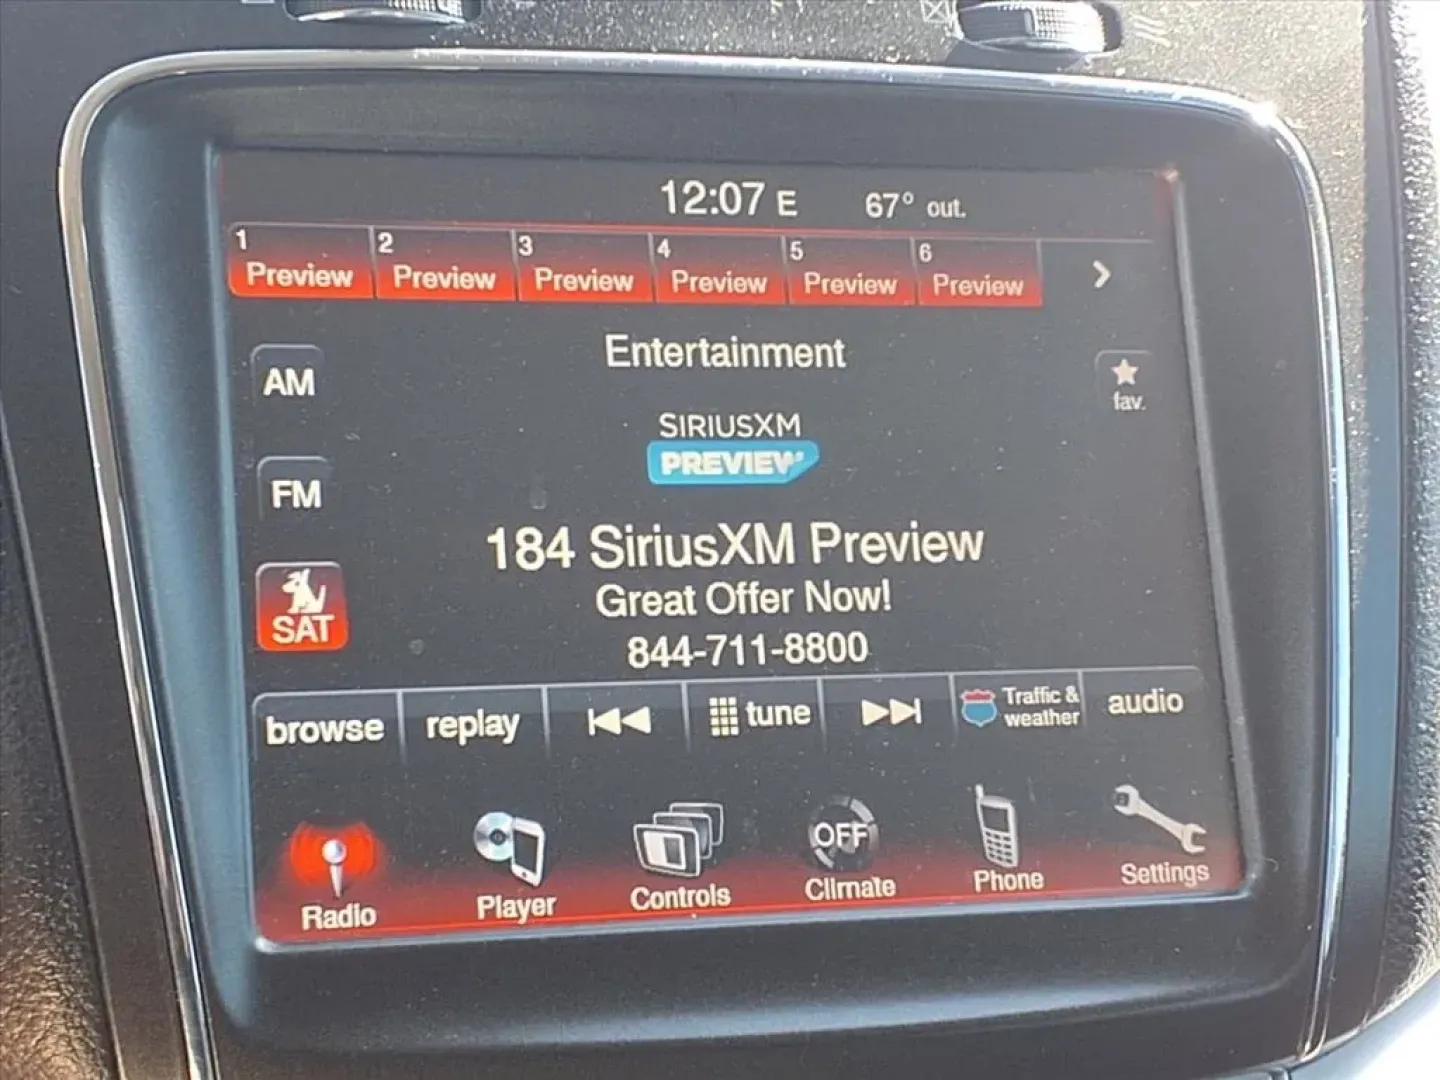 12:07 E 67° out.
1 2 3 4 5 6
Preview Preview Preview Preview Preview Preview
Entertainment
AM
fav.
SIRIUSXM
PREVIEW
FM
184 SiriusXM Preview
Great Offer Now!
SAT
844-711-8800
browse replay tune Traffic & weather audio
OFF
Radio Player Controls Climate Phone Settings